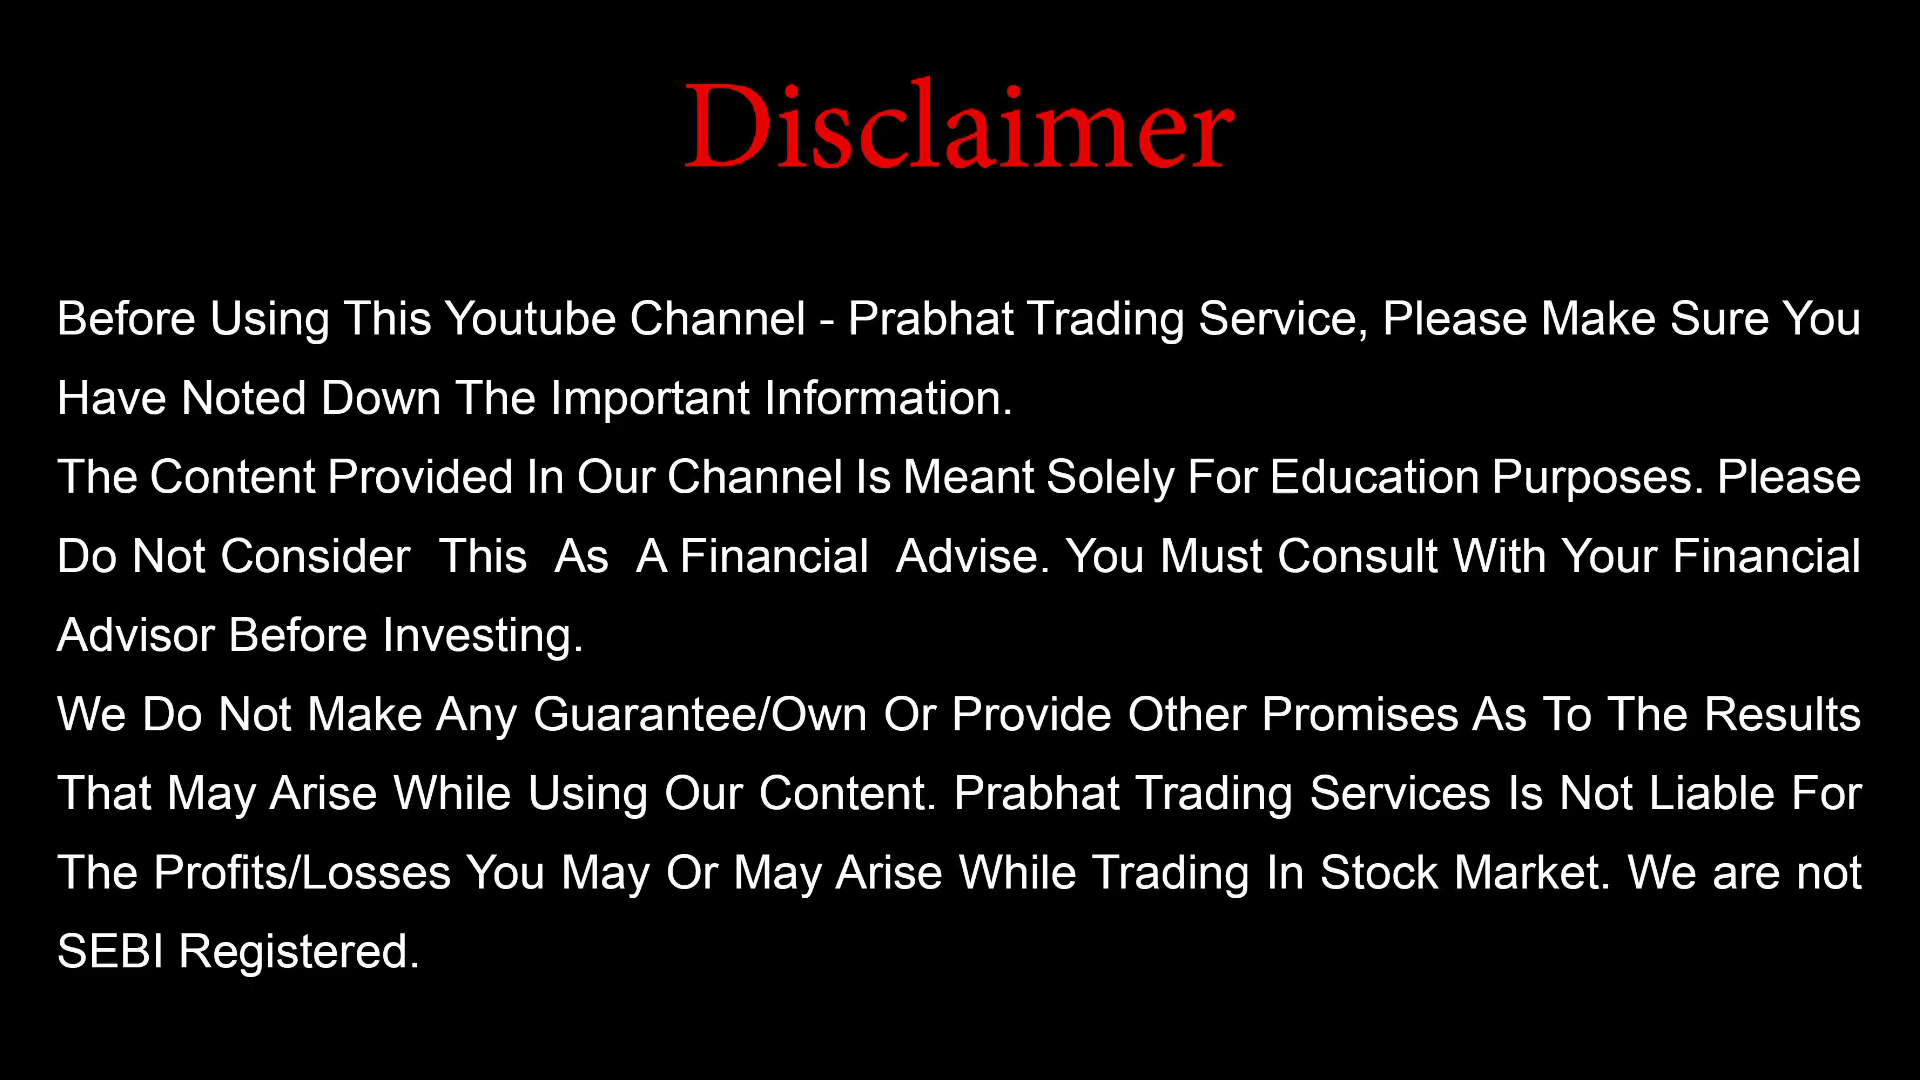 Disclaimer
Before Using This Youtube Channel - Prabhat Trading Service, Please Make Sure You
Have Noted Down The Important Information.
The Content Provided In Our Channel Is Meant Solely For Education Purposes. Please
Do Not Consider This As A Financial Advise. You Must Consult With Your Financial
Advisor Before Investing.
We Do Not Make Any Guarantee/Own Or Provide Other Promises As To The Results
That May Arise While Using Our Content. Prabhat Trading Services Is Not Liable For
The Profits/Losses You May Or May Arise While Trading In Stock Market. We are not
SEBI Registered.